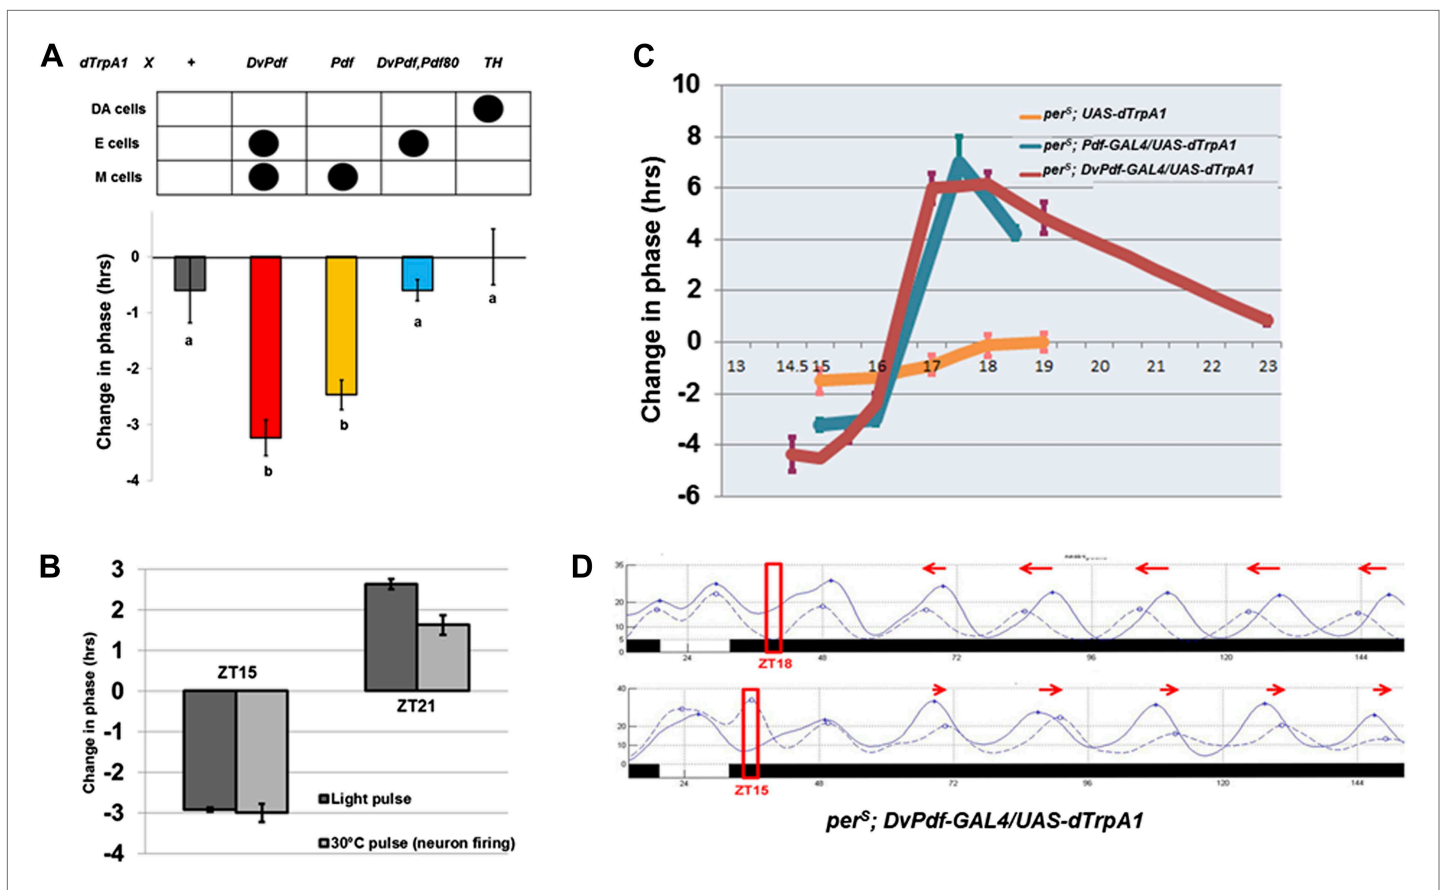 A
dTrpA1 X + DvPdf Pdf DvPdf,Pdf80 TH
DA cells
E cells
M cells
Change in phase (hrs)
0
-1
-2
-3
-4
a
b
b
a
a
B
Change in phase (hrs)
3
2
1
0
-1
-2
-3
-4
ZT15
ZT21
Light pulse
30ºC pulse (neuron firing)
C
Change in phase (hrs)
10
8
6
4
2
0
-2
-4
-6
13 14.5 15 16 17 18 19 20 21 22 23
perS; UAS-dTrpA1
perS; Pdf-GAL4/UAS-dTrpA1
perS; DvPdf-GAL4/UAS-dTrpA1
D
35
20
10
5
24 48 72 96 120 144
ZT18
40
20
10
0
24 48 72 96 120 144
ZT15
perS; DvPdf-GAL4/UAS-dTrpA1